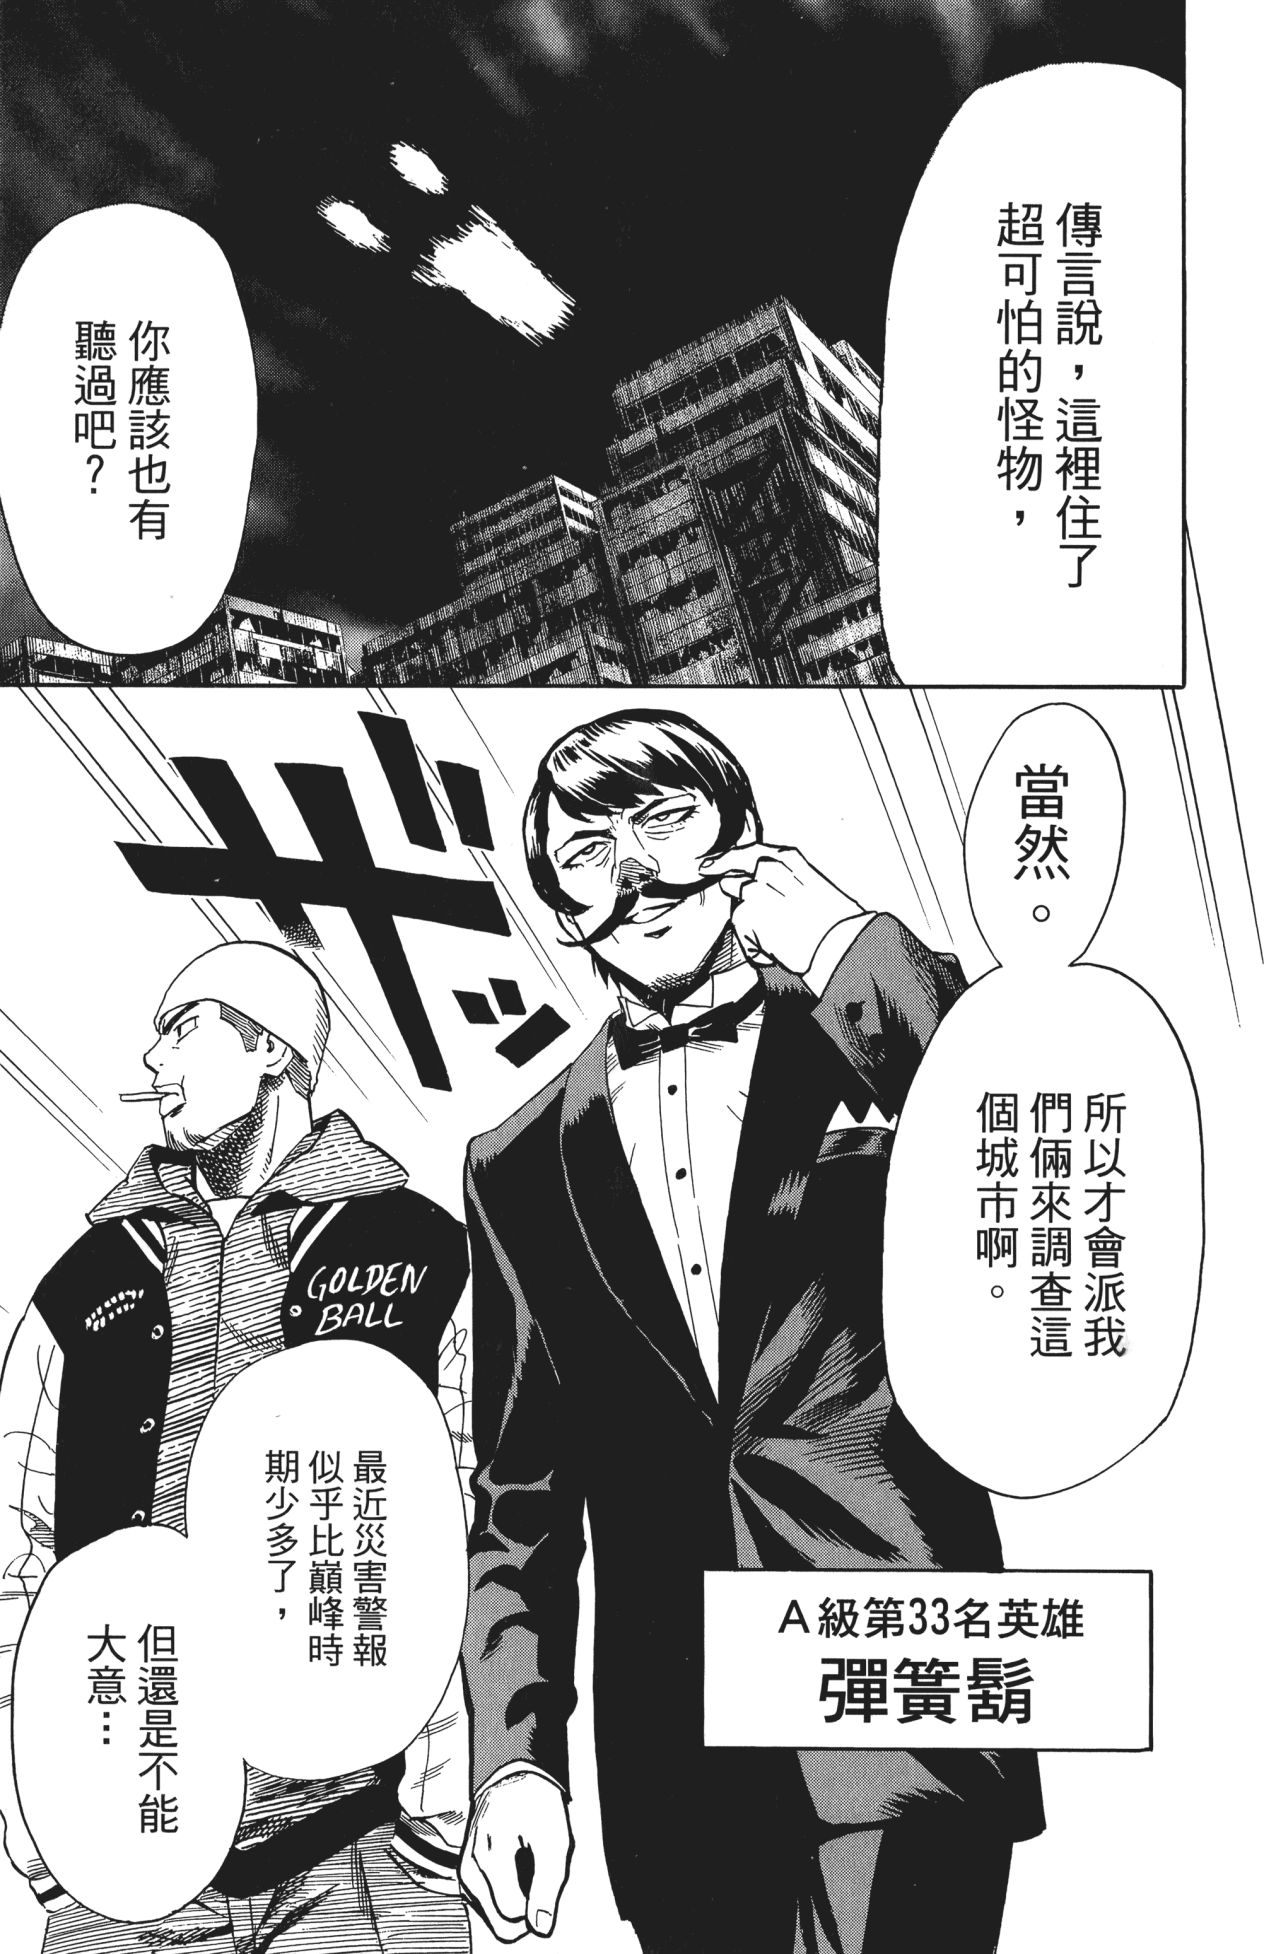 傳言說，這裡住了
超可怕的怪物，
你應該也有
聽過吧？
當然。
所以才會派我
們倆來調查這
個城市啊。
ザッ
GOLDEN
BALL
最近災害警報
似乎比巔峰時
期少多了，
但還是不能
大意…
A級第33名英雄
彈簧鬍